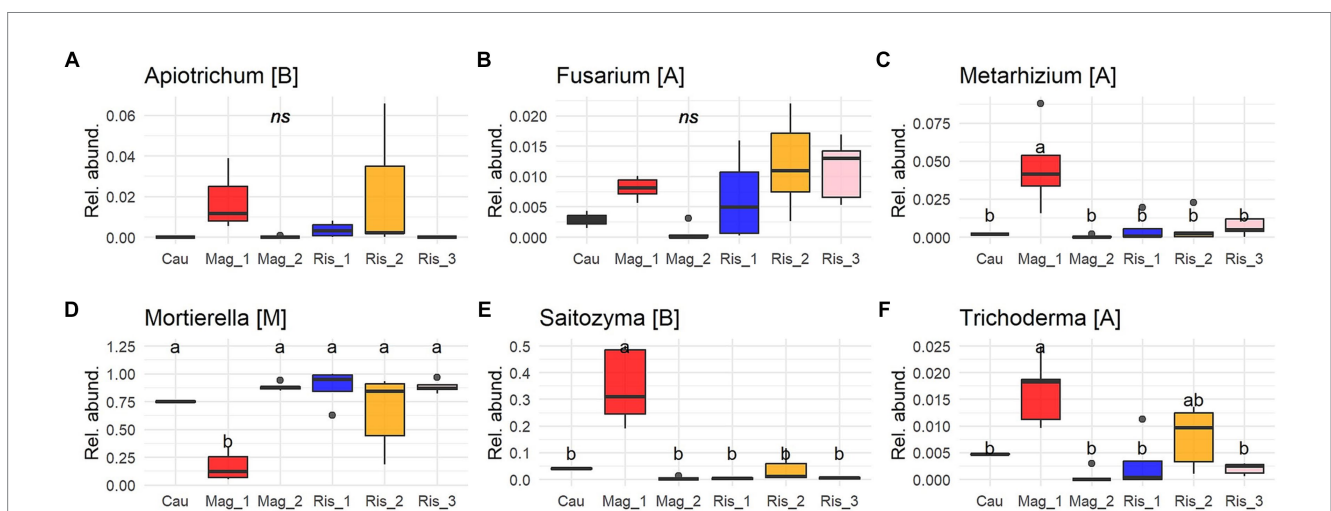 A
Apiotrichum [B]
Rel. abund.
0.06
0.04
0.02
0.00
ns
Cau Mag_1 Mag_2 Ris_1 Ris_2 Ris_3
B
Fusarium [A]
Rel. abund.
0.020
0.015
0.010
0.005
0.000
ns
Cau Mag_1 Mag_2 Ris_1 Ris_2 Ris_3
C
Metarhizium [A]
Rel. abund.
0.075
0.050
0.025
0.000
b a b b b b
Cau Mag_1 Mag_2 Ris_1 Ris_2 Ris_3
D
Mortierella [M]
Rel. abund.
1.25
1.00
0.75
0.50
0.25
0.00
a b a a a a
Cau Mag_1 Mag_2 Ris_1 Ris_2 Ris_3
E
Saitozyma [B]
Rel. abund.
0.5
0.4
0.3
0.2
0.1
0.0
b a b b b b
Cau Mag_1 Mag_2 Ris_1 Ris_2 Ris_3
F
Trichoderma [A]
Rel. abund.
0.025
0.020
0.015
0.010
0.005
0.000
b a b b ab b
Cau Mag_1 Mag_2 Ris_1 Ris_2 Ris_3